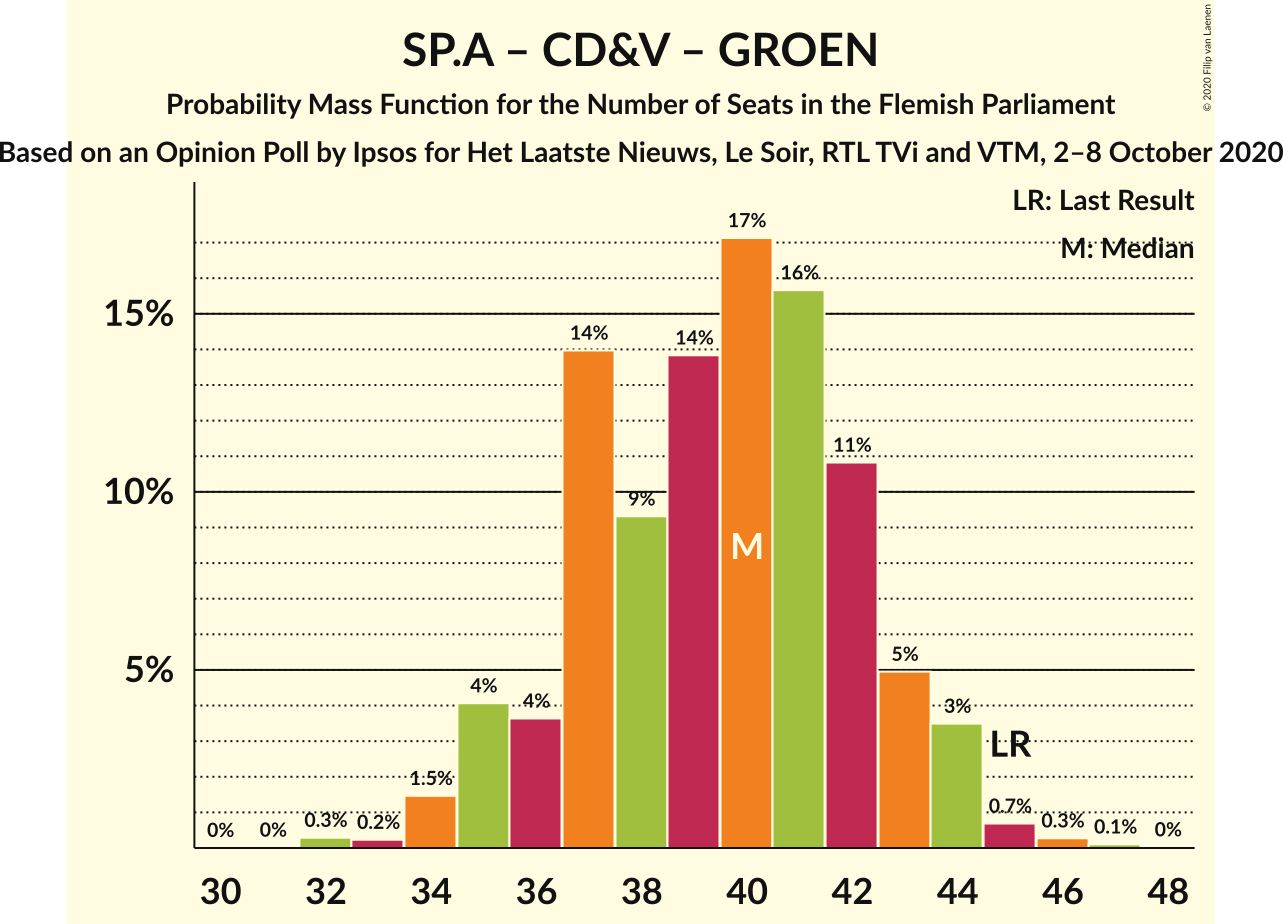 SP.A – CD&V – GROEN
Probability Mass Function for the Number of Seats in the Flemish Parliament
Based on an Opinion Poll by Ipsos for Het Laatste Nieuws, Le Soir, RTL TVi and VTM, 2–8 October 2020
© 2020 Filip van Laenen
LR: Last Result
M: Median
15%
10%
5%
0%
0%
0.3%
0.2%
1.5%
4%
4%
14%
9%
14%
17%
16%
11%
5%
3%
0.7%
0.3%
0.1%
0%
M
LR
30 32 34 36 38 40 42 44 46 48